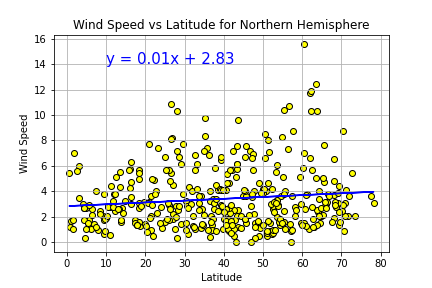 Wind Speed vs Latitude for Northern Hemisphere
y = 0.01x + 2.83
Wind Speed
16
14
12
10
8
6
4
2
0
0 10 20 30 40 50 60 70 80
Latitude